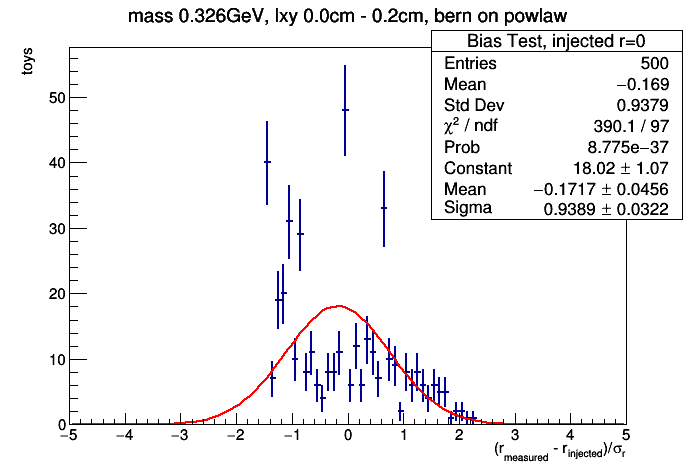 mass 0.326GeV, lxy 0.0cm - 0.2cm, bern on powlaw
toys
Bias Test, injected r=0
Entries 500
Mean −0.169
Std Dev 0.9379
χ² / ndf 390.1 / 97
Prob 8.775e−37
Constant 18.02 ± 1.07
Mean −0.1717 ± 0.0456
Sigma 0.9389 ± 0.0322
50
40
30
20
10
0
−5 −4 −3 −2 −1 0 1 2 3 4 5
(r_measured - r_injected)/σ_r